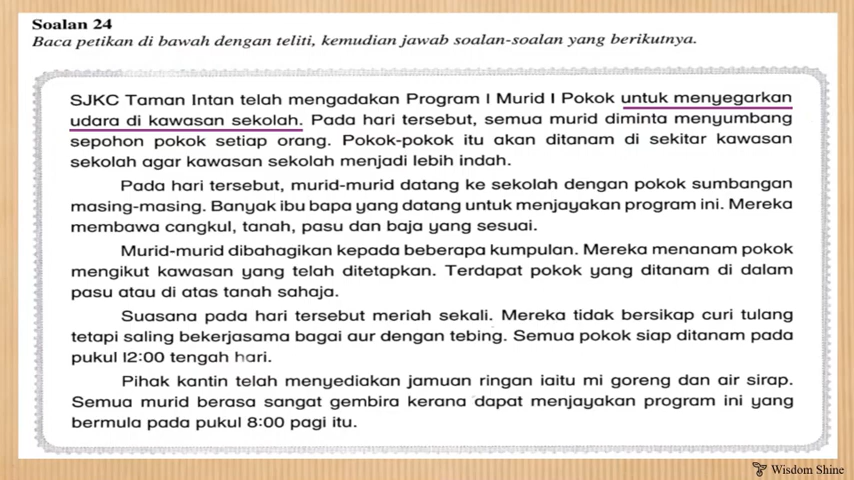 Soalan 24
Baca petikan di bawah dengan teliti, kemudian jawab soalan-soalan yang berikutnya.
SJKC Taman Intan telah mengadakan Program 1 Murid 1 Pokok untuk menyegarkan
udara di kawasan sekolah. Pada hari tersebut, semua murid diminta menyumbang
sepohon pokok setiap orang. Pokok-pokok itu akan ditanam di sekitar kawasan
sekolah agar kawasan sekolah menjadi lebih indah.
Pada hari tersebut, murid-murid datang ke sekolah dengan pokok sumbangan
masing-masing. Banyak ibu bapa yang datang untuk menjayakan program ini. Mereka
membawa cangkul, tanah, pasu dan baja yang sesuai.
Murid-murid dibahagikan kepada beberapa kumpulan. Mereka menanam pokok
mengikut kawasan yang telah ditetapkan. Terdapat pokok yang ditanam di dalam
pasu atau di atas tanah sahaja.
Suasana pada hari tersebut meriah sekali. Mereka tidak bersikap curi tulang
tetapi saling bekerjasama bagai aur dengan tebing. Semua pokok siap ditanam pada
pukul 12:00 tengah hari.
Pihak kantin telah menyediakan jamuan ringan iaitu mi goreng dan air sirap.
Semua murid berasa sangat gembira kerana dapat menjayakan program ini yang
bermula pada pukul 8:00 pagi itu.
Wisdom Shine